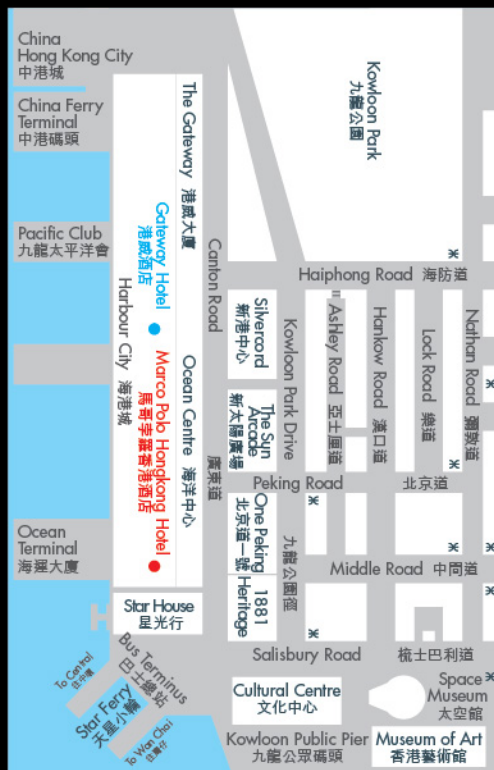 China
Hong Kong City
中港城
China Ferry
Terminal
中港碼頭
Pacific Club
九龍太平洋會
Ocean
Terminal
海運大廈
The Gateway 港威大廈
Gateway Hotel
港威酒店
Harbour City 海港城
Marco Polo Hongkong Hotel
馬哥孛羅香港酒店
Ocean Centre 海洋中心
Canton Road
廣東道
Kowloon Park
九龍公園
Haiphong Road 海防道
Silvercord
新港中心
The Sun
Arcade
新太陽廣場
Kowloon Park Drive
九龍公園徑
Ashley Road 亞士厘道
Hankow Road 漢口道
Lock Road 樂道
Nathan Road 彌敦道
Peking Road 北京道
One Peking
北京道一號
1881
Heritage
Middle Road 中間道
Star House
星光行
Salisbury Road 梳士巴利道
Bus Terminus
巴士總站
To Central
往中環
Star Ferry
天星小輪
To Wan Chai
往灣仔
Cultural Centre
文化中心
Space
Museum
太空館
Kowloon Public Pier
九龍公眾碼頭
Museum of Art
香港藝術館